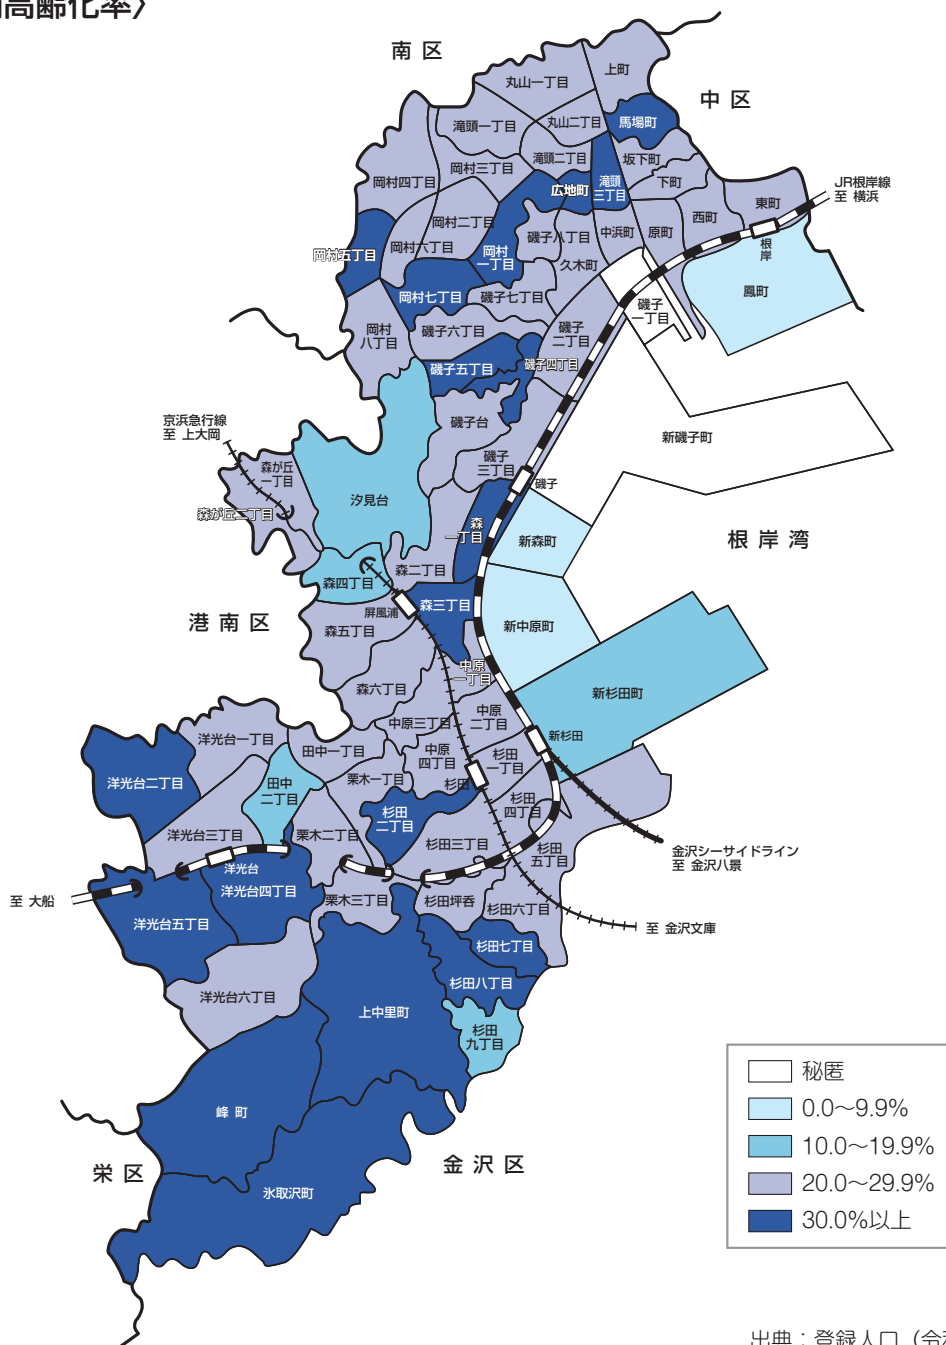 高齢化率〉
南区
中区
上町
丸山一丁目
丸山二丁目
馬場町
滝頭一丁目
滝頭二丁目
坂下町
岡村三丁目
岡村四丁目
広地町
滝頭
三丁目
下町
JR根岸線
至 横浜
東町
西町
岡村二丁目
中浜町
原町
岡村六丁目
岡村
一丁目
磯子八丁目
根岸
岡村五丁目
久木町
鳳町
岡村七丁目
磯子七丁目
磯子
一丁目
岡村
八丁目
磯子六丁目
磯子
二丁目
磯子五丁目
磯子四丁目
京浜急行線
至 上大岡
磯子台
新磯子町
森が丘
一丁目
磯子
三丁目
磯子
汐見台
森が丘二丁目
森
一丁目
新森町
根岸湾
森二丁目
森四丁目
港南区
屏風浦
森三丁目
新中原町
森五丁目
中原
一丁目
森六丁目
新杉田町
中原三丁目
中原
二丁目
洋光台一丁目
田中一丁目
新杉田
中原
四丁目
杉田
一丁目
洋光台二丁目
田中
二丁目
栗木一丁目
杉田
杉田
四丁目
杉田
二丁目
洋光台三丁目
栗木二丁目
杉田三丁目
杉田
五丁目
金沢シーサイドライン
至 金沢八景
洋光台
洋光台四丁目
至 大船
栗木三丁目
杉田坪呑
杉田六丁目
洋光台五丁目
至 金沢文庫
杉田七丁目
杉田八丁目
洋光台六丁目
上中里町
杉田
九丁目
峰町
栄区
金沢区
氷取沢町
秘匿
0.0～9.9%
10.0～19.9%
20.0～29.9%
30.0%以上
出典：登録人口（令和